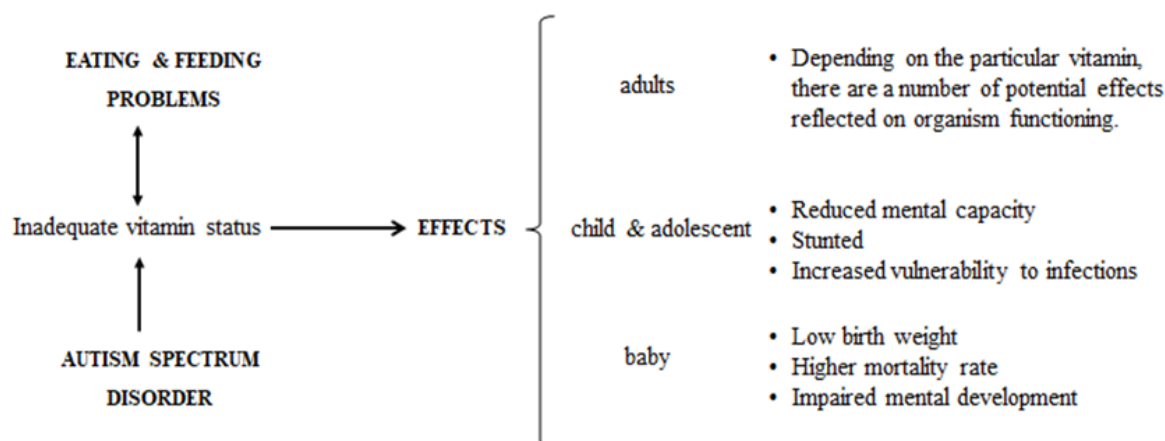 EATING & FEEDING
PROBLEMS
Inadequate vitamin status
EFFECTS
AUTISM SPECTRUM
DISORDER
adults
• Depending on the particular vitamin,
there are a number of potential effects
reflected on organism functioning.
child & adolescent
• Reduced mental capacity
• Stunted
• Increased vulnerability to infections
baby
• Low birth weight
• Higher mortality rate
• Impaired mental development